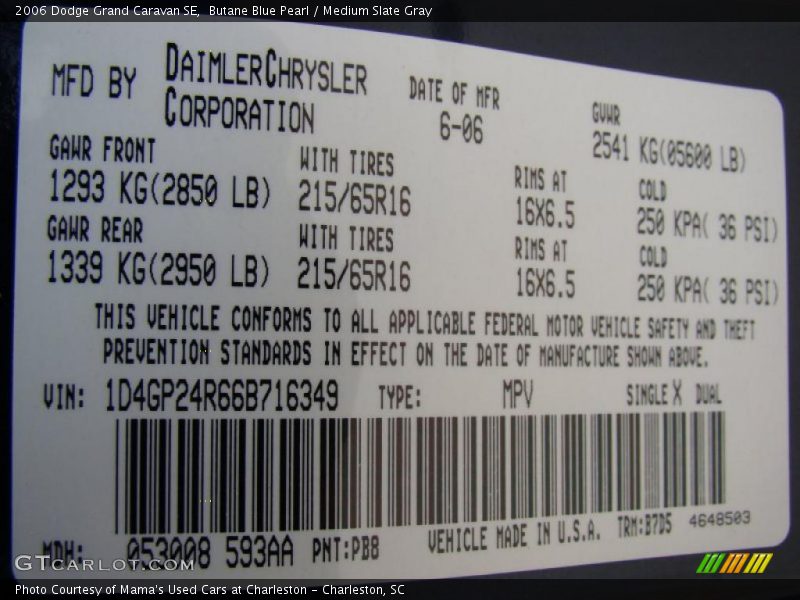 2006 Dodge Grand Caravan SE,  Butane Blue Pearl / Medium Slate Gray
MFD BY DAIMLERCHRYSLER CORPORATION
DATE OF MFR 6-06
GVWR 2541 KG(05600 LB)
GAWR FRONT WITH TIRES RIMS AT COLD
1293 KG(2850 LB) 215/65R16 16X6.5 250 KPA( 36 PSI)
GAWR REAR WITH TIRES RIMS AT COLD
1339 KG(2950 LB) 215/65R16 16X6.5 250 KPA( 36 PSI)
THIS VEHICLE CONFORMS TO ALL APPLICABLE FEDERAL MOTOR VEHICLE SAFETY AND THEFT
PREVENTION STANDARDS IN EFFECT ON THE DATE OF MANUFACTURE SHOWN ABOVE.
VIN: 1D4GP24R66B716349 TYPE: MPV SINGLE X DUAL
MDH: 053008 593AA PNT:PB8 VEHICLE MADE IN U.S.A. TRM:B7D5 4648503
GTCARLOT.COM
Photo Courtesy of Mama's Used Cars at Charleston - Charleston, SC